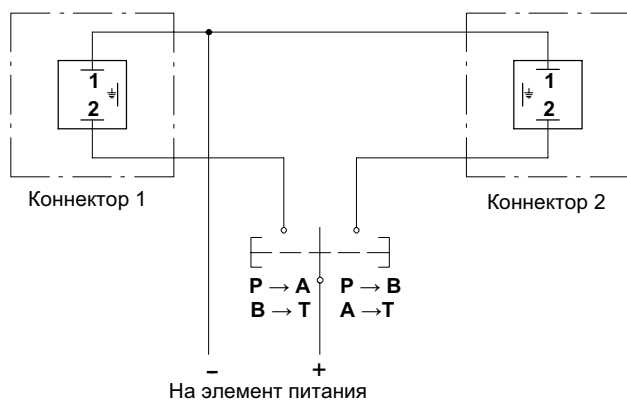 1
2
1
2
Коннектор 1
Коннектор 2
P → A P → B
B → T A → T
- +
На элемент питания